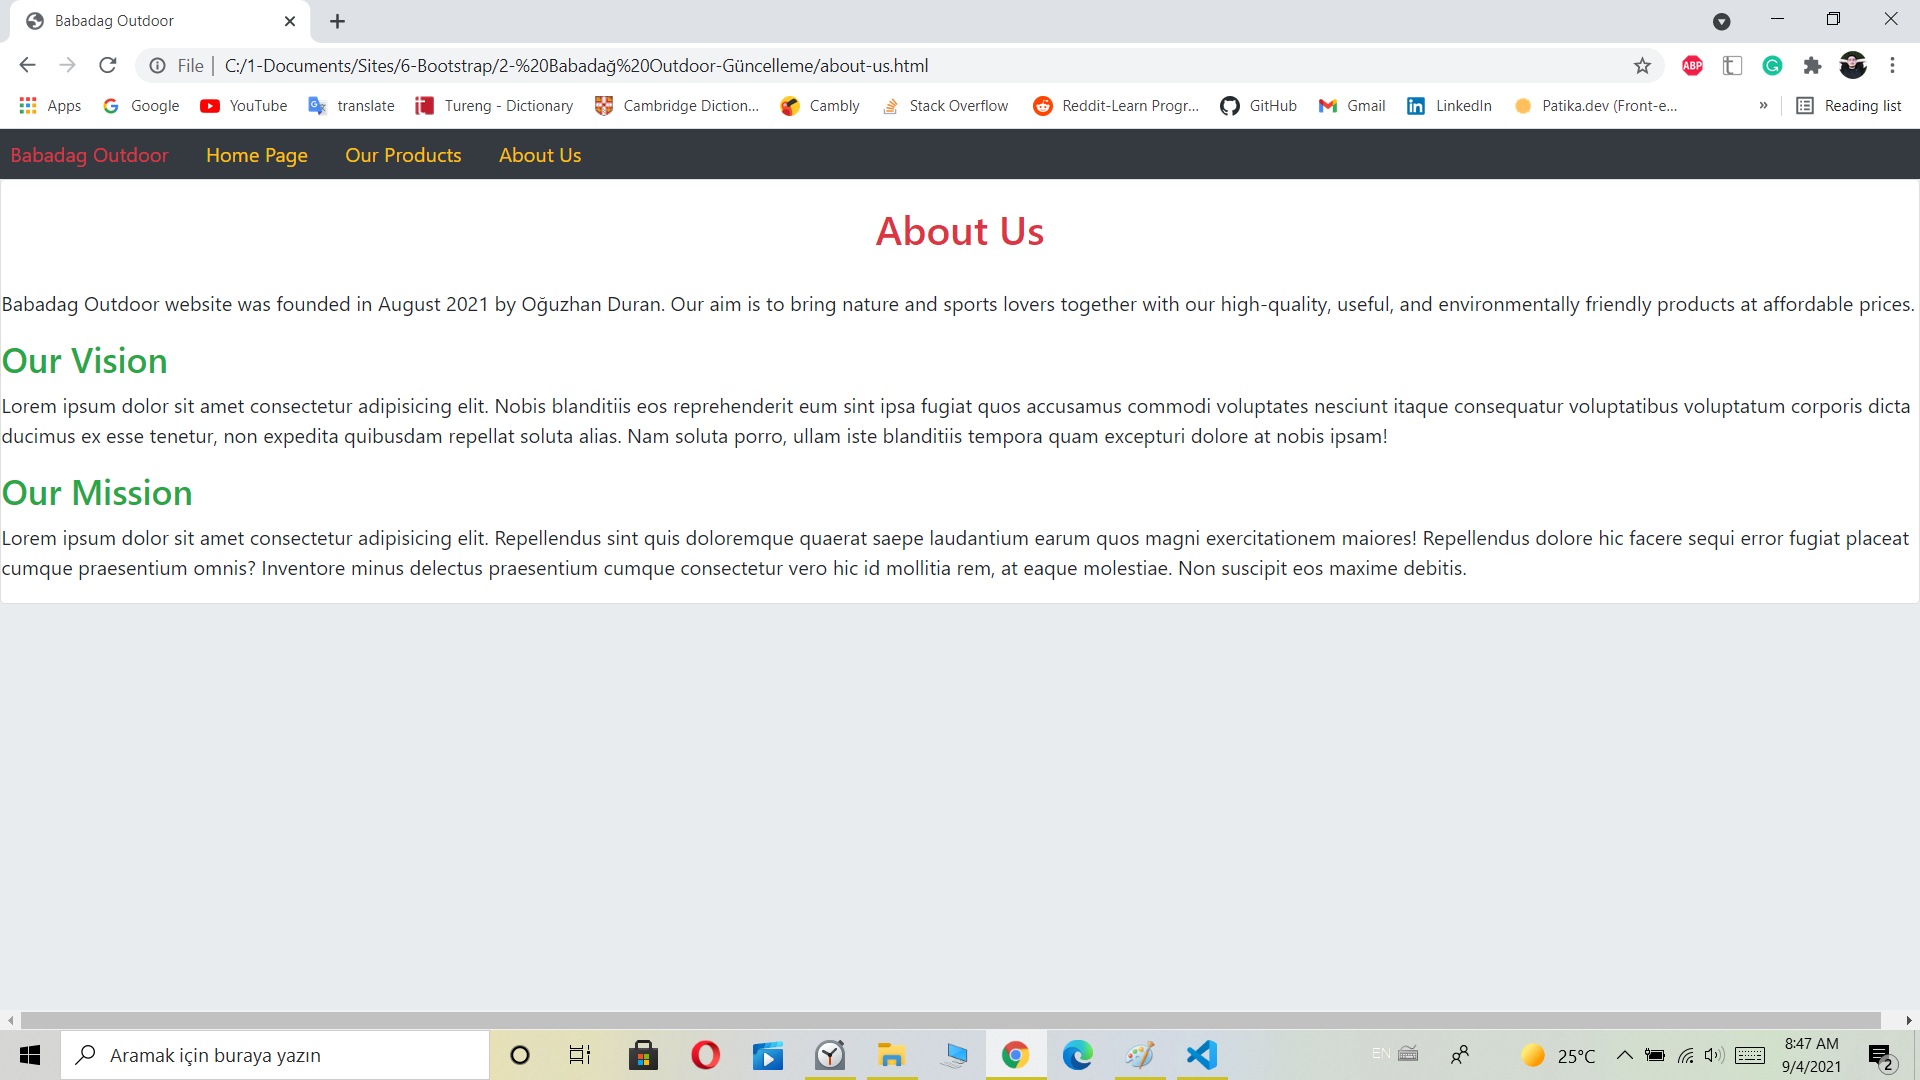 Babadag Outdoor
File | C:/1-Documents/Sites/6-Bootstrap/2-%20Babadağ%20Outdoor-Güncelleme/about-us.html
ABP
Apps Google YouTube translate Tureng - Dictionary Cambridge Diction... Cambly Stack Overflow Reddit-Learn Progr... GitHub Gmail LinkedIn Patika.dev (Front-e... » Reading list
Babadag Outdoor Home Page Our Products About Us
About Us
Babadag Outdoor website was founded in August 2021 by Oğuzhan Duran. Our aim is to bring nature and sports lovers together with our high-quality, useful, and environmentally friendly products at affordable prices.
Our Vision
Lorem ipsum dolor sit amet consectetur adipisicing elit. Nobis blanditiis eos reprehenderit eum sint ipsa fugiat quos accusamus commodi voluptates nesciunt itaque consequatur voluptatibus voluptatum corporis dicta
ducimus ex esse tenetur, non expedita quibusdam repellat soluta alias. Nam soluta porro, ullam iste blanditiis tempora quam excepturi dolore at nobis ipsam!
Our Mission
Lorem ipsum dolor sit amet consectetur adipisicing elit. Repellendus sint quis doloremque quaerat saepe laudantium earum quos magni exercitationem maiores! Repellendus dolore hic facere sequi error fugiat placeat
cumque praesentium omnis? Inventore minus delectus praesentium cumque consectetur vero hic id mollitia rem, at eaque molestiae. Non suscipit eos maxime debitis.
Aramak için buraya yazın
EN
25°C
8:47 AM
9/4/2021
2